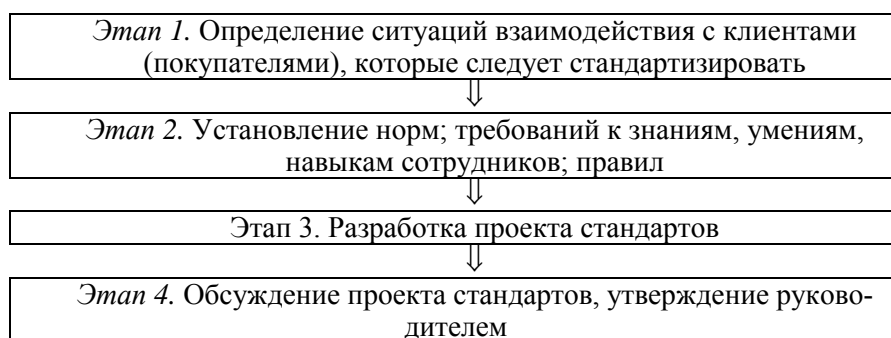 Этап 1. Определение ситуаций взаимодействия с клиентами
(покупателями), которые следует стандартизировать
⇓
Этап 2. Установление норм; требований к знаниям, умениям,
навыкам сотрудников; правил
⇓
Этап 3. Разработка проекта стандартов
⇓
Этап 4. Обсуждение проекта стандартов, утверждение руково-
дителем